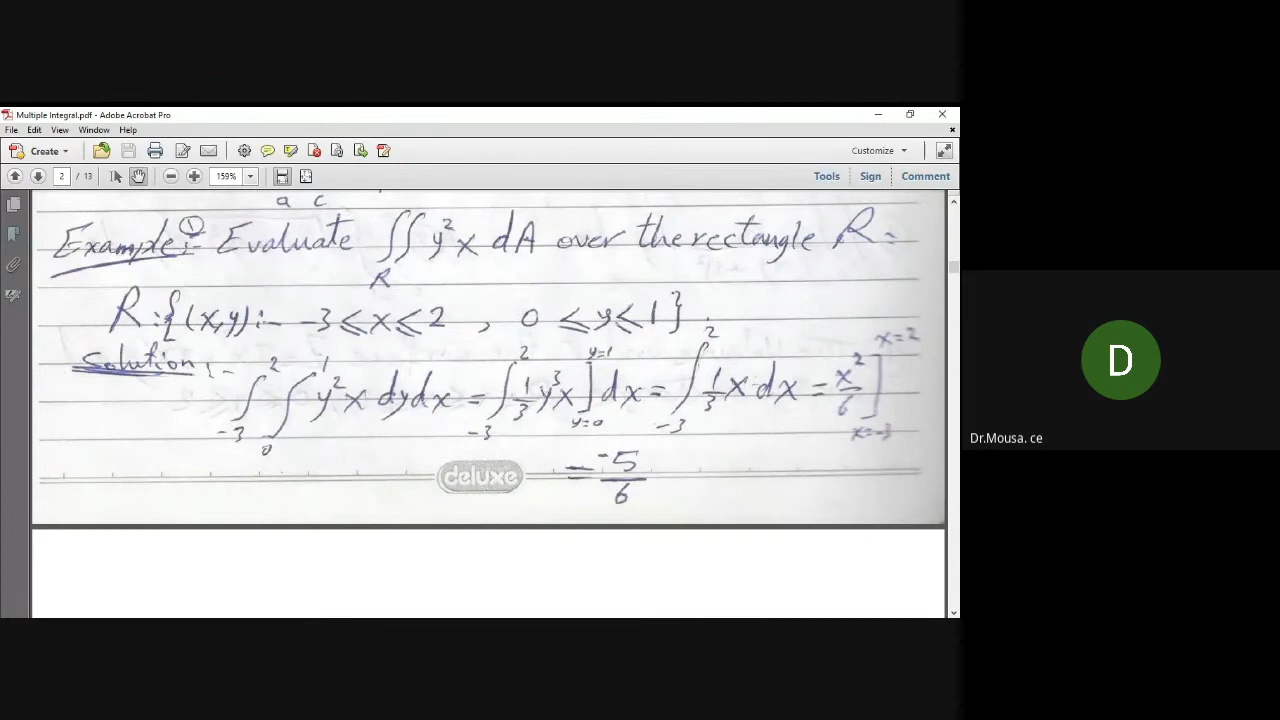 Multiple Integral.pdf - Adobe Acrobat Pro
File Edit View Window Help
Create Customize
2 / 13 159% Tools Sign Comment
a c
Example ①:- Evaluate ∬_R y²x dA over the rectangle R:
R:{(x,y):- -3 ≤ x ≤ 2 , 0 ≤ y ≤ 1}.
Solution:-
∫_{-3}^{2} ∫_{0}^{1} y²x dy dx = ∫_{-3}^{2} 1/3 y³x ]_{y=0}^{y=1} dx = ∫_{-3}^{2} 1/3 x dx = x²/6 ]_{x=-3}^{x=2}
= -5/6
deluxe
D
Dr.Mousa. ce